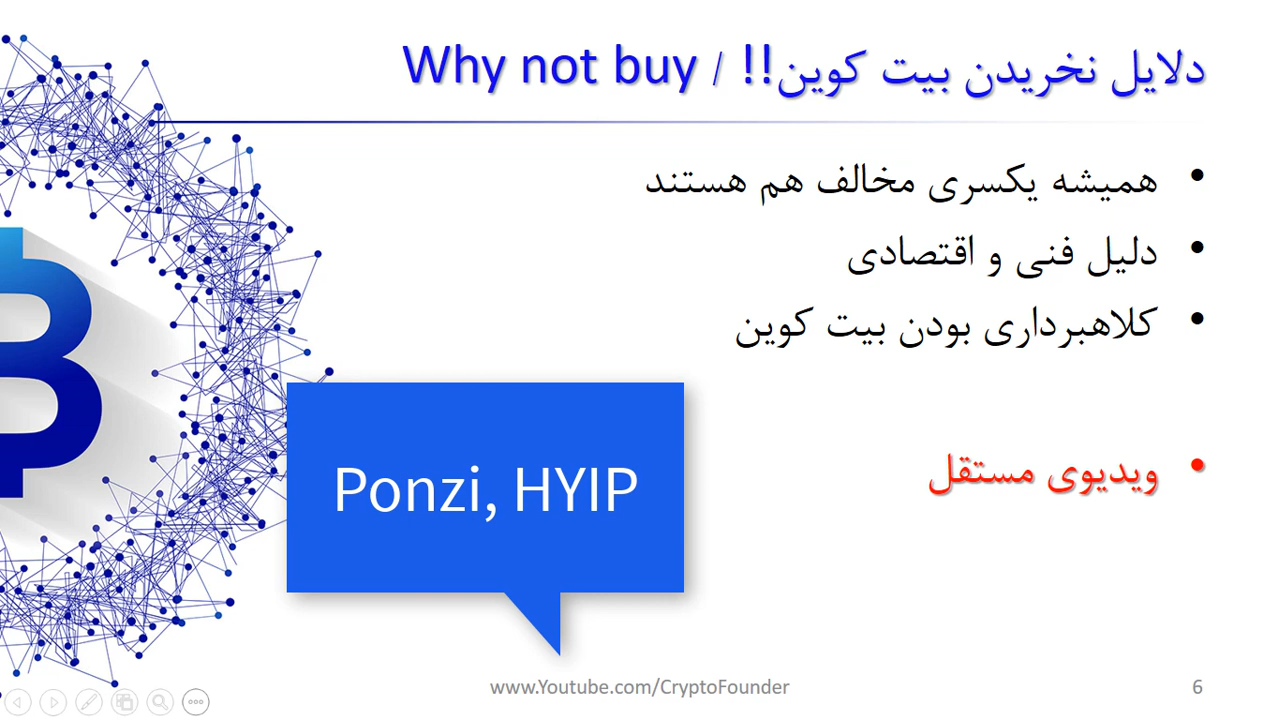 دلایل نخریدن بیت کوین!! / Why not buy
• همیشه یکسری مخالف هم هستند
• دلیل فنی و اقتصادی
• کلاهبرداری بودن بیت کوین
• ویدیوی مستقل
Ponzi, HYIP
www.Youtube.com/CryptoFounder
6